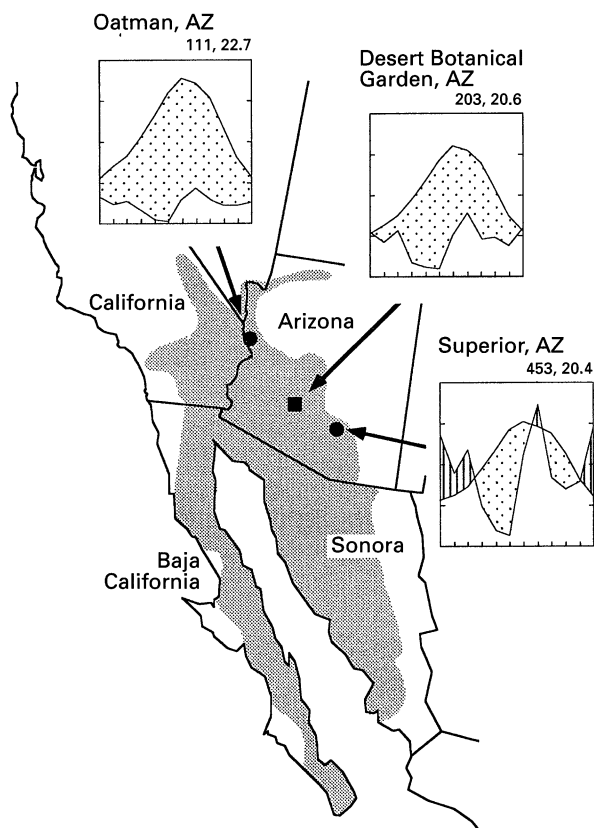 Oatman, AZ
111, 22.7
Desert Botanical
Garden, AZ
203, 20.6
California
Arizona
Superior, AZ
453, 20.4
Sonora
Baja
California